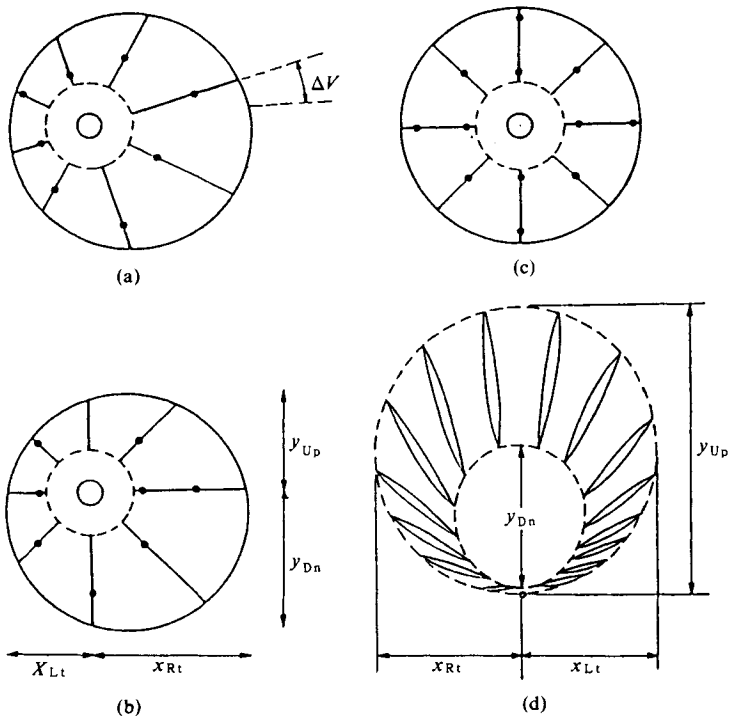 ΔV
(a)
(c)
y_Up
y_Dn
X_Lt
x_Rt
(b)
y_Up
y_Dn
x_Rt
x_Lt
(d)